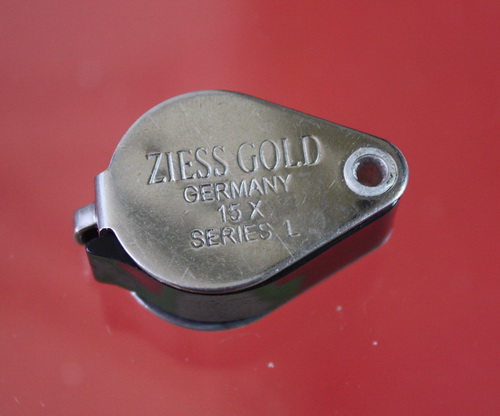 ZIESS GOLD
GERMANY
15 X
SERIES L